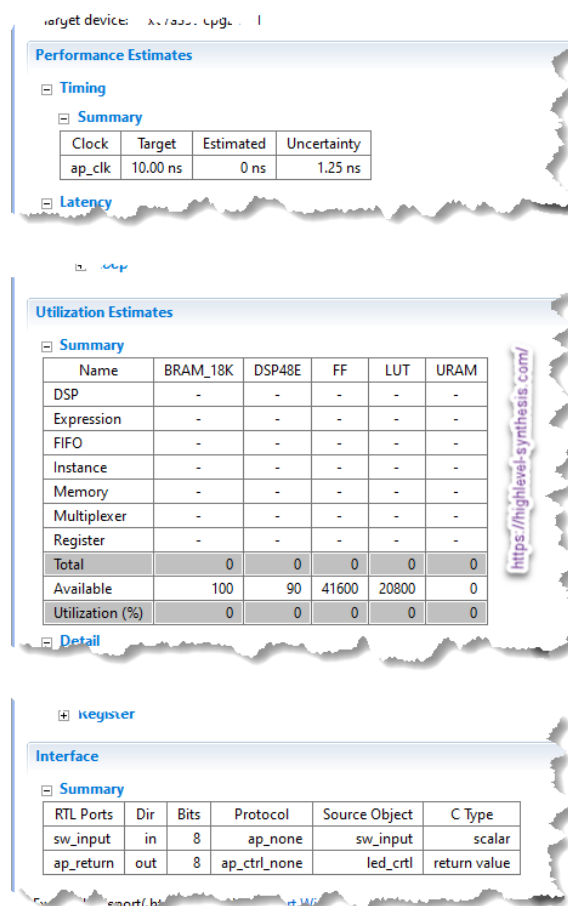 Target device:
Performance Estimates
Timing
Summary
Clock Target Estimated Uncertainty
ap_clk 10.00 ns 0 ns 1.25 ns
Latency
Utilization Estimates
Summary
Name BRAM_18K DSP48E FF LUT URAM
DSP - - - - -
Expression - - - - -
FIFO - - - - -
Instance - - - - -
Memory - - - - -
Multiplexer - - - - -
Register - - - - -
Total 0 0 0 0 0
Available 100 90 41600 20800 0
Utilization (%) 0 0 0 0 0
Detail
https://highlevel-synthesis.com/
Register
Interface
Summary
RTL Ports Dir Bits Protocol Source Object C Type
sw_input in 8 ap_none sw_input scalar
ap_return out 8 ap_ctrl_none led_crtl return value